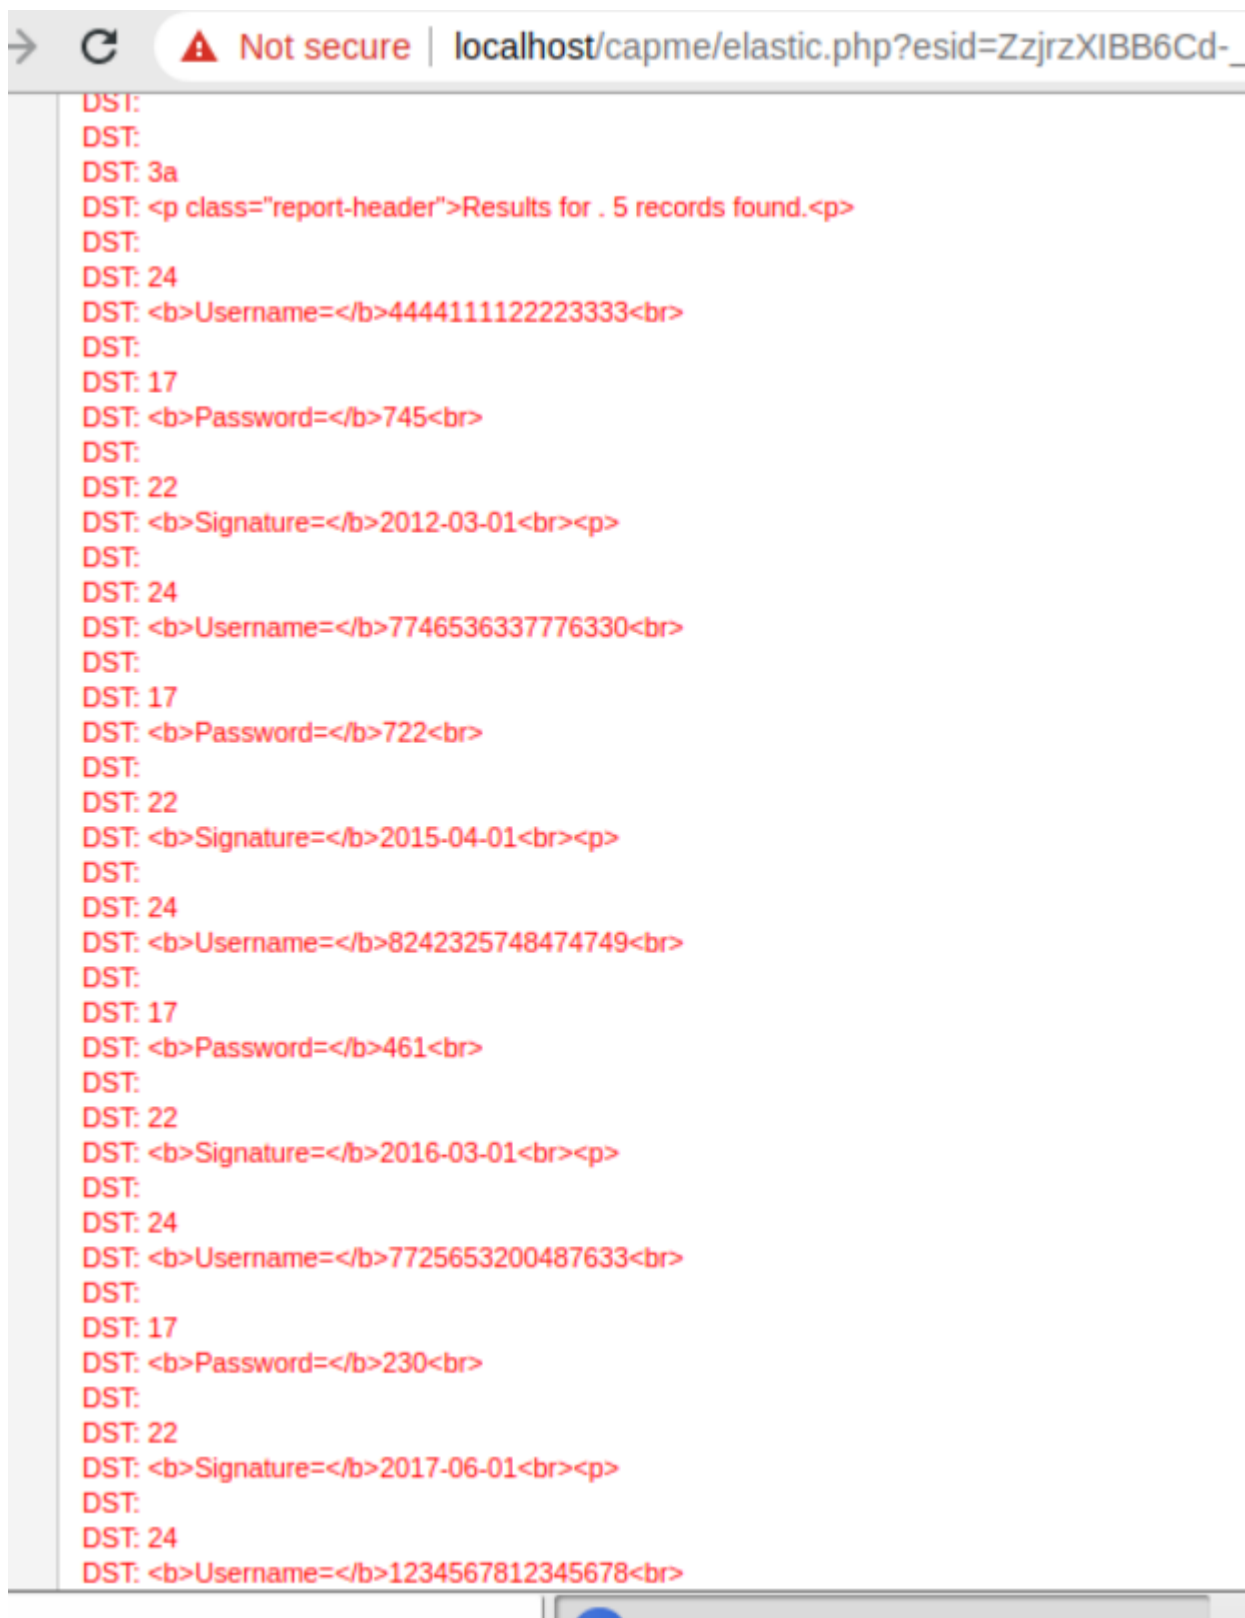 Not secure | localhost/capme/elastic.php?esid=ZzjrzXIBB6Cd-_
DST:
DST:
DST: 3a
DST: <p class="report-header">Results for . 5 records found.<p>
DST:
DST: 24
DST: <b>Username=</b>4444111122223333<br>
DST:
DST: 17
DST: <b>Password=</b>745<br>
DST:
DST: 22
DST: <b>Signature=</b>2012-03-01<br><p>
DST:
DST: 24
DST: <b>Username=</b>7746536337776330<br>
DST:
DST: 17
DST: <b>Password=</b>722<br>
DST:
DST: 22
DST: <b>Signature=</b>2015-04-01<br><p>
DST:
DST: 24
DST: <b>Username=</b>8242325748474749<br>
DST:
DST: 17
DST: <b>Password=</b>461<br>
DST:
DST: 22
DST: <b>Signature=</b>2016-03-01<br><p>
DST:
DST: 24
DST: <b>Username=</b>7725653200487633<br>
DST:
DST: 17
DST: <b>Password=</b>230<br>
DST:
DST: 22
DST: <b>Signature=</b>2017-06-01<br><p>
DST:
DST: 24
DST: <b>Username=</b>1234567812345678<br>